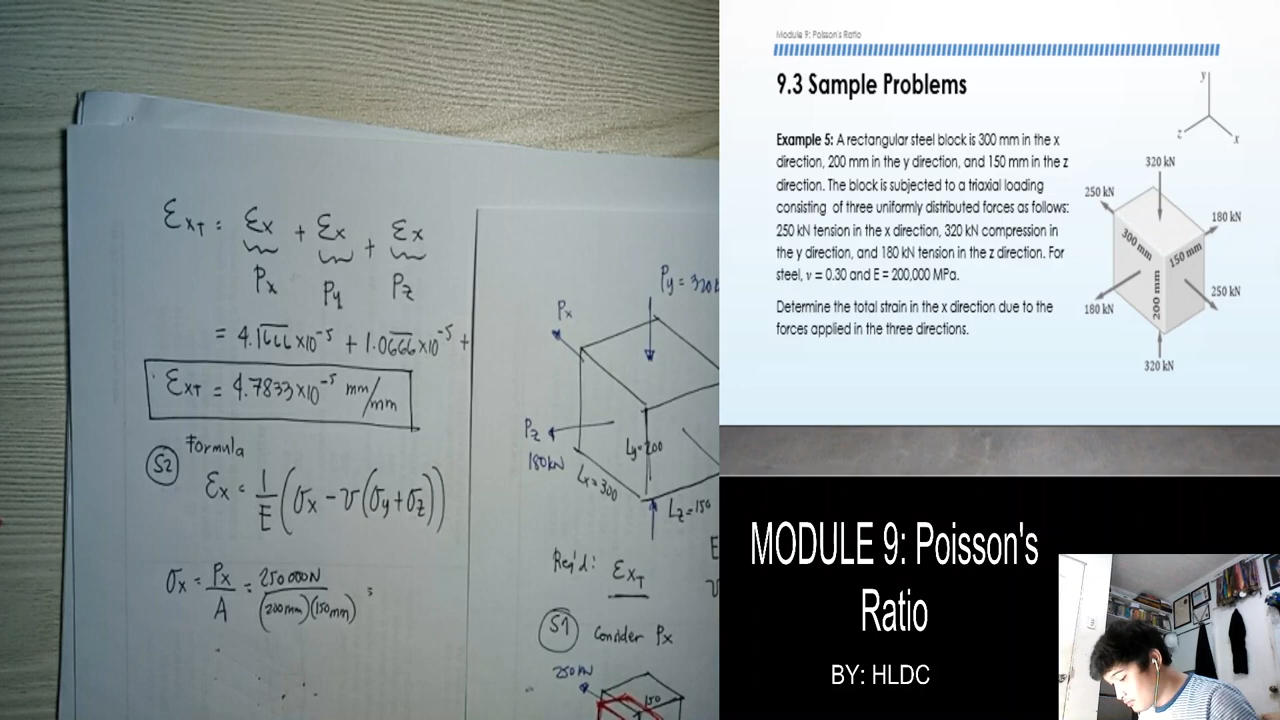 εxT = εx + εx + εx
Px Py Pz
= 4.1666 x10⁻⁵ + 1.0666 x10⁻⁵ +
εxT = 4.7833 x10⁻⁵ mm/mm
S2 Formula
εx = 1/E (σx - ν(σy+σz))
σx = Px/A = 250 000N/(200mm)(150mm) =
Py = 320
Px
Pz
180kN
Ly=200
Lx=300
Lz=150
Req'd: εxT
E
ν
S1 Consider Px
250 kN
150
Module 9: Poisson's Ratio
9.3 Sample Problems
Example 5: A rectangular steel block is 300 mm in the x
direction, 200 mm in the y direction, and 150 mm in the z
direction. The block is subjected to a triaxial loading
consisting of three uniformly distributed forces as follows:
250 kN tension in the x direction, 320 kN compression in
the y direction, and 180 kN tension in the z direction. For
steel, v = 0.30 and E = 200,000 MPa.
Determine the total strain in the x direction due to the
forces applied in the three directions.
y
z
x
320 kN
250 kN
180 kN
300 mm
150 mm
200 mm
250 kN
180 kN
320 kN
MODULE 9: Poisson's
Ratio
BY: HLDC